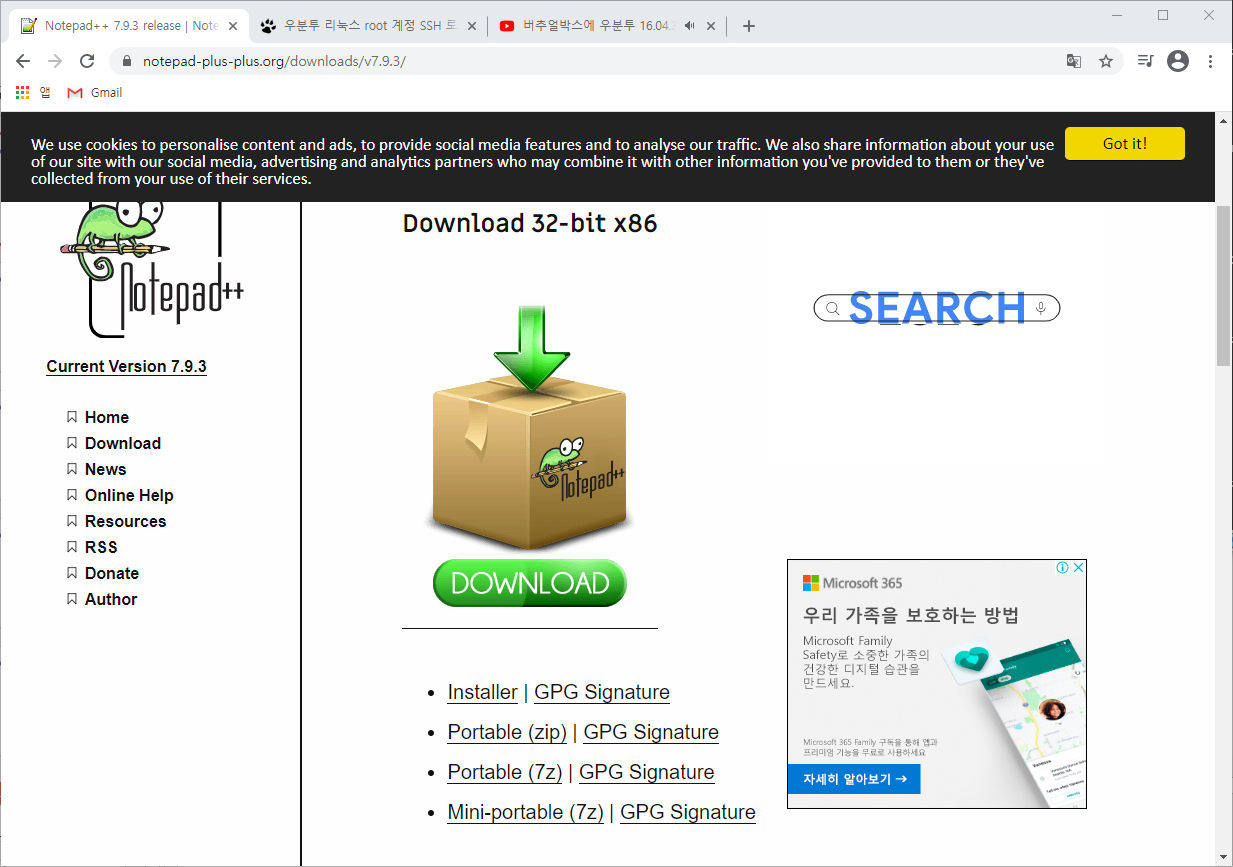 Notepad++ 7.9.3 release | Note
우분투 리눅스 root 계정 SSH 로
버추얼박스에 우분투 16.04.
notepad-plus-plus.org/downloads/v7.9.3/
앱
Gmail
We use cookies to personalise content and ads, to provide social media features and to analyse our traffic. We also share information about your use
of our site with our social media, advertising and analytics partners who may combine it with other information you've provided to them or they've
collected from your use of their services.
Got it!
Notepad++
Current Version 7.9.3
Home
Download
News
Online Help
Resources
RSS
Donate
Author
Download 32-bit x86
Notepad++
DOWNLOAD
Installer | GPG Signature
Portable (zip) | GPG Signature
Portable (7z) | GPG Signature
Mini-portable (7z) | GPG Signature
SEARCH
Microsoft 365
우리 가족을 보호하는 방법
Microsoft Family
Safety로 소중한 가족의
건강한 디지털 습관을
만드세요.
Microsoft 365 Family 구독을 통해 앱과
프리미엄 기능을 무료로 사용하세요
자세히 알아보기 →